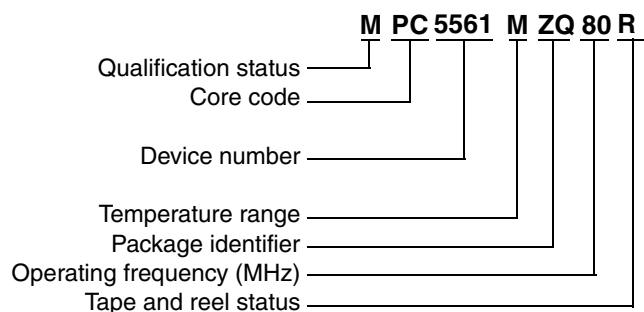 M PC 5561 M ZQ 80 R
Qualification status
Core code
Device number
Temperature range
Package identifier
Operating frequency (MHz)
Tape and reel status